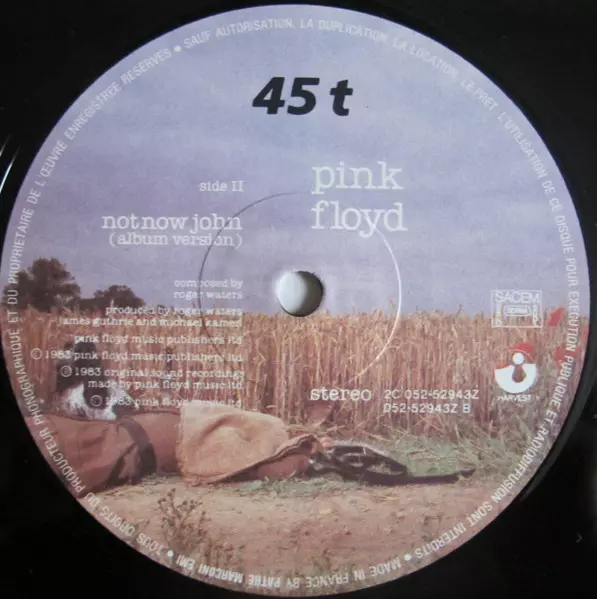 45 t
side II
pink
floyd
not now john
(album version)
composed by
roger waters
produced by roger waters
james guthrie and michael kamen
pink floyd music publishers ltd
Ⓒ 1983 pink floyd music publishers ltd
Ⓟ 1983 original sound recordings
made by pink floyd music ltd
Ⓒ 1983 pink floyd music ltd
stereo
2C 052-52943Z
052-52943Z B
SACEM
HARVEST
TOUS DROITS DU PRODUCTEUR PHONOGRAPHIQUE ET DU PROPRIETAIRE DE L'ŒUVRE ENREGISTREE RESERVES • SAUF AUTORISATION, LA DUPLICATION, LA LOCATION, LE PRET, L'UTILISATION DE CE DISQUE POUR EXECUTION PUBLIQUE ET RADIODIFFUSION SONT INTERDITS • MADE IN FRANCE BY PATHE MARCONI EMI •